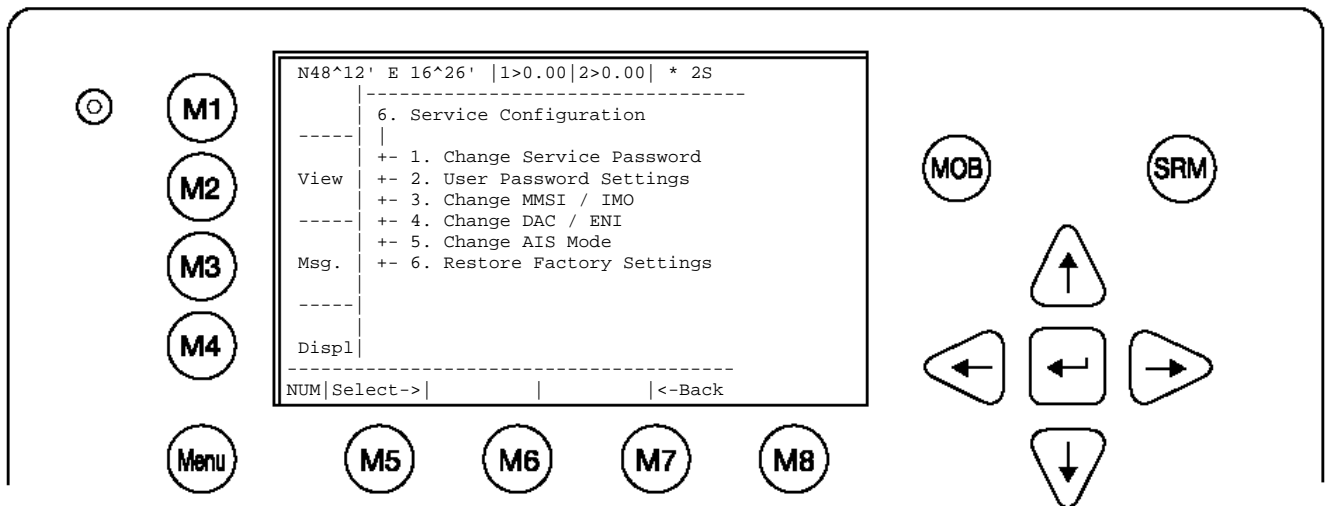 N48^12' E 16^26' |1>0.00|2>0.00| * 2S
|-----------------------------------
M1
| 6. Service Configuration
-----| |
| +- 1. Change Service Password
MOB
SRM
M2
View | +- 2. User Password Settings
| +- 3. Change MMSI / IMO
-----| +- 4. Change DAC / ENI
| +- 5. Change AIS Mode
M3
Msg. | +- 6. Restore Factory Settings
|
-----|
|
M4
Displ|
-----------------------------------------
NUM|Select->| | |<-Back
Menu
M5
M6
M7
M8